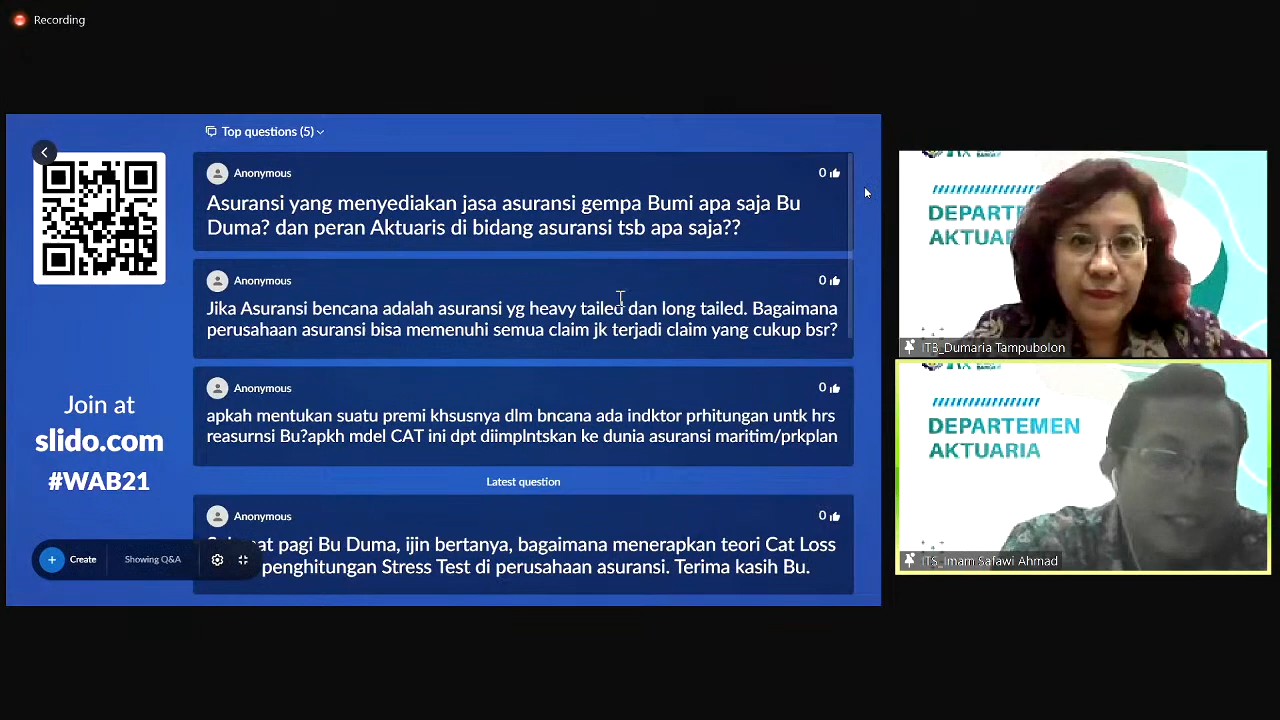 Recording
Top questions (5)
Anonymous
0
Asuransi yang menyediakan jasa asuransi gempa Bumi apa saja Bu
Duma? dan peran Aktuaris di bidang asuransi tsb apa saja??
Anonymous
0
Jika Asuransi bencana adalah asuransi yg heavy tailed dan long tailed. Bagaimana
perusahaan asuransi bisa memenuhi semua claim jk terjadi claim yang cukup bsr?
Anonymous
0
apkah mentukan suatu premi khsusnya dlm bncana ada indktor prhitungan untk hrs
reasurnsi Bu?apkh mdel CAT ini dpt diimplntskan ke dunia asuransi maritim/prkplan
Latest question
Anonymous
0
pagi Bu Duma, ijin bertanya, bagaimana menerapkan teori Cat Loss
penghitungan Stress Test di perusahaan asuransi. Terima kasih Bu.
Join at
slido.com
#WAB21
Create
Showing Q&A
DEPARTE
AKTUAR
ITB_Dumaria Tampubolon
DEPARTEMEN
AKTUARIA
ITS_Imam Safawi Ahmad